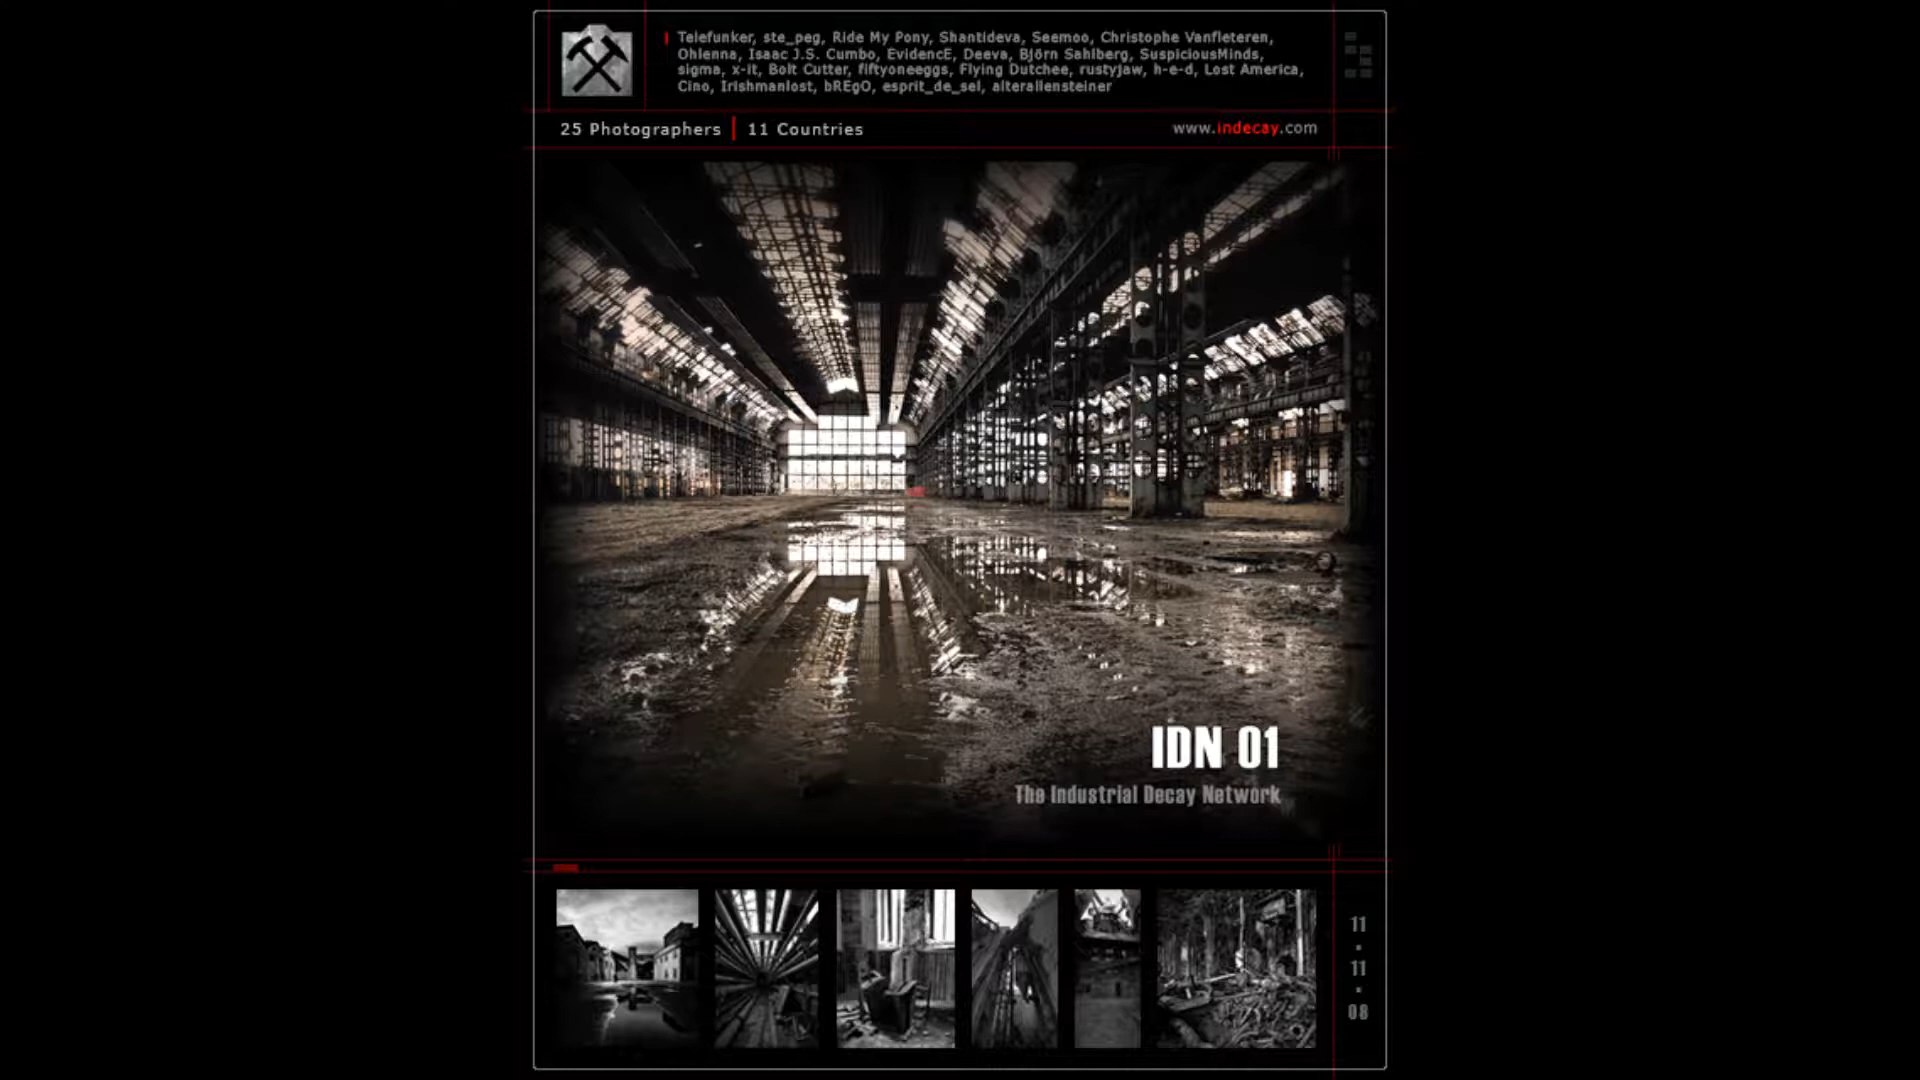 Telefunker, ste_peg, Ride My Pony, Shantideva, Seemoo, Christophe Vanfleteren,
Ohlenna, Isaac J.S. Cumbo, EvidencE, Deeva, Björn Sahlberg, SuspiciousMinds,
sigma, x-it, Bolt Cutter, fiftyoneeggs, Flying Dutchee, rustyjaw, h-e-d, Lost America,
Cino, Irishmanlost, bREgO, esprit_de_sel, alteraliensteiner
25 Photographers | 11 Countries
www.indecay.com
IDN 01
The Industrial Decay Network
11
.
11
.
08